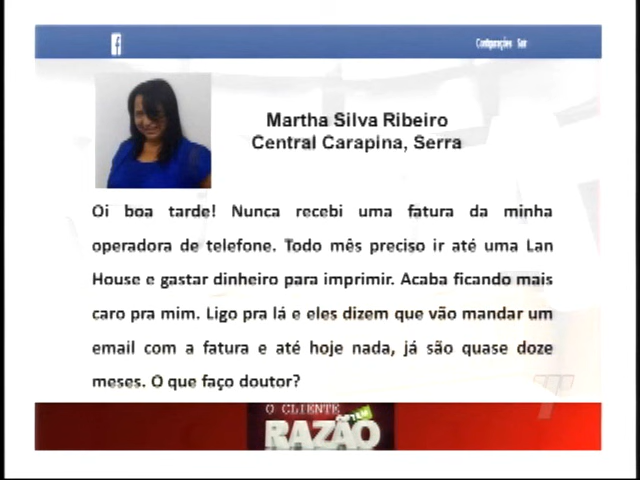 f
Configurações Sair
Martha Silva Ribeiro
Central Carapina, Serra
Oi boa tarde! Nunca recebi uma fatura da minha
operadora de telefone. Todo mês preciso ir até uma Lan
House e gastar dinheiro para imprimir. Acaba ficando mais
caro pra mim. Ligo pra lá e eles dizem que vão mandar um
email com a fatura e até hoje nada, já são quase doze
meses. O que faço doutor?
O CLIENTE
RAZÃO